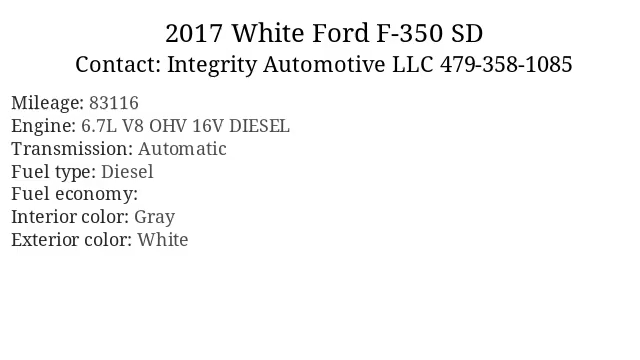 2017 White Ford F-350 SD
Contact: Integrity Automotive LLC 479-358-1085
Mileage: 83116
Engine: 6.7L V8 OHV 16V DIESEL
Transmission: Automatic
Fuel type: Diesel
Fuel economy:
Interior color: Gray
Exterior color: White